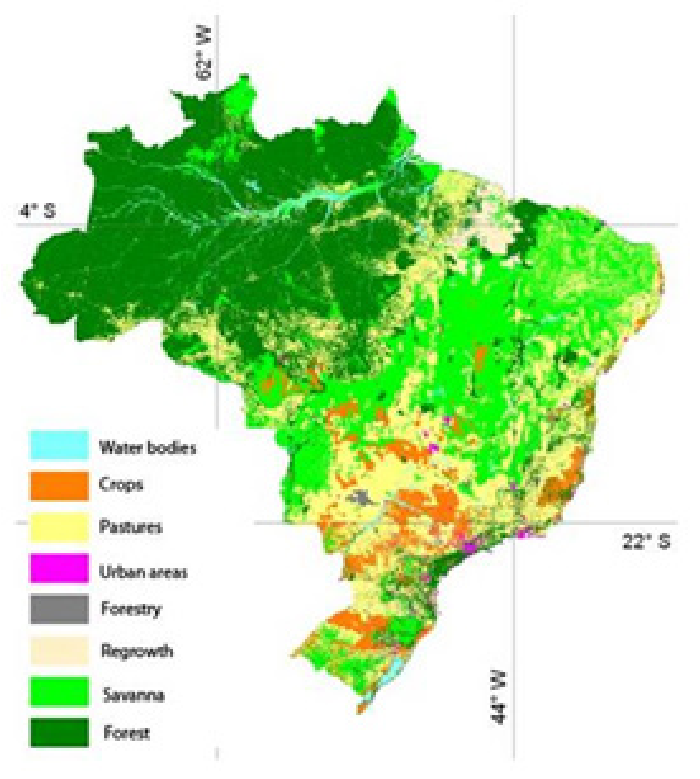 62° W
4° S
Water bodies
Crops
Pastures
22° S
Urban areas
Forestry
Regrowth
44° W
Savanna
Forest